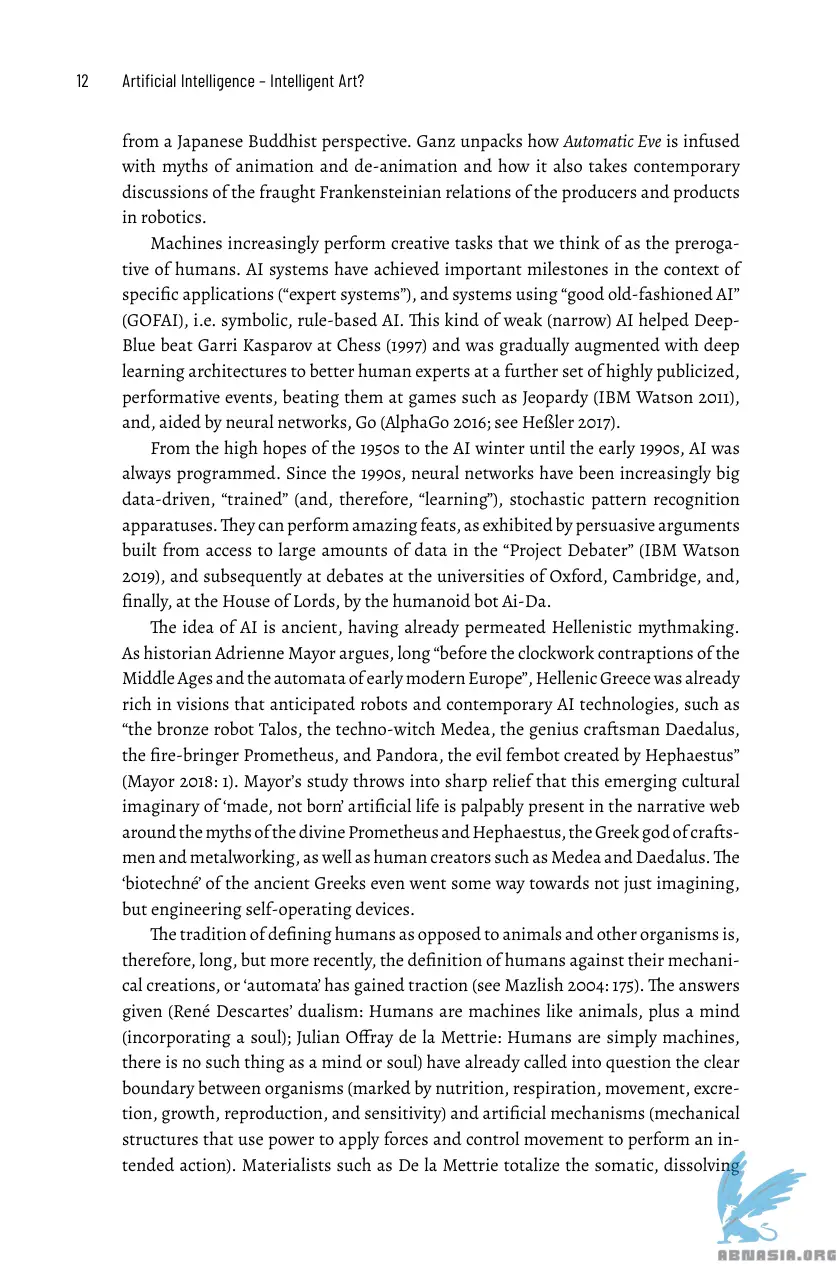 12 Artificial Intelligence – Intelligent Art?
from a Japanese Buddhist perspective. Ganz unpacks how Automatic Eve is infused
with myths of animation and de-animation and how it also takes contemporary
discussions of the fraught Frankensteinian relations of the producers and products
in robotics.
Machines increasingly perform creative tasks that we think of as the preroga-
tive of humans. AI systems have achieved important milestones in the context of
specific applications (“expert systems”), and systems using “good old-fashioned AI”
(GOFAI), i.e. symbolic, rule-based AI. This kind of weak (narrow) AI helped Deep-
Blue beat Garri Kasparov at Chess (1997) and was gradually augmented with deep
learning architectures to better human experts at a further set of highly publicized,
performative events, beating them at games such as Jeopardy (IBM Watson 2011),
and, aided by neural networks, Go (AlphaGo 2016; see Heßler 2017).
From the high hopes of the 1950s to the AI winter until the early 1990s, AI was
always programmed. Since the 1990s, neural networks have been increasingly big
data-driven, “trained” (and, therefore, “learning”), stochastic pattern recognition
apparatuses. They can perform amazing feats, as exhibited by persuasive arguments
built from access to large amounts of data in the “Project Debater” (IBM Watson
2019), and subsequently at debates at the universities of Oxford, Cambridge, and,
finally, at the House of Lords, by the humanoid bot Ai-Da.
The idea of AI is ancient, having already permeated Hellenistic mythmaking.
As historian Adrienne Mayor argues, long “before the clockwork contraptions of the
Middle Ages and the automata of early modern Europe”, Hellenic Greece was already
rich in visions that anticipated robots and contemporary AI technologies, such as
“the bronze robot Talos, the techno-witch Medea, the genius craftsman Daedalus,
the fire-bringer Prometheus, and Pandora, the evil fembot created by Hephaestus”
(Mayor 2018: 1). Mayor’s study throws into sharp relief that this emerging cultural
imaginary of ‘made, not born’ artificial life is palpably present in the narrative web
around the myths of the divine Prometheus and Hephaestus, the Greek god of crafts-
men and metalworking, as well as human creators such as Medea and Daedalus. The
‘biotechné’ of the ancient Greeks even went some way towards not just imagining,
but engineering self-operating devices.
The tradition of defining humans as opposed to animals and other organisms is,
therefore, long, but more recently, the definition of humans against their mechani-
cal creations, or ‘automata’ has gained traction (see Mazlish 2004: 175). The answers
given (René Descartes’ dualism: Humans are machines like animals, plus a mind
(incorporating a soul); Julian Offray de la Mettrie: Humans are simply machines,
there is no such thing as a mind or soul) have already called into question the clear
boundary between organisms (marked by nutrition, respiration, movement, excre-
tion, growth, reproduction, and sensitivity) and artificial mechanisms (mechanical
structures that use power to apply forces and control movement to perform an in-
tended action). Materialists such as De la Mettrie totalize the somatic, dissolving
ABNASIA.ORG